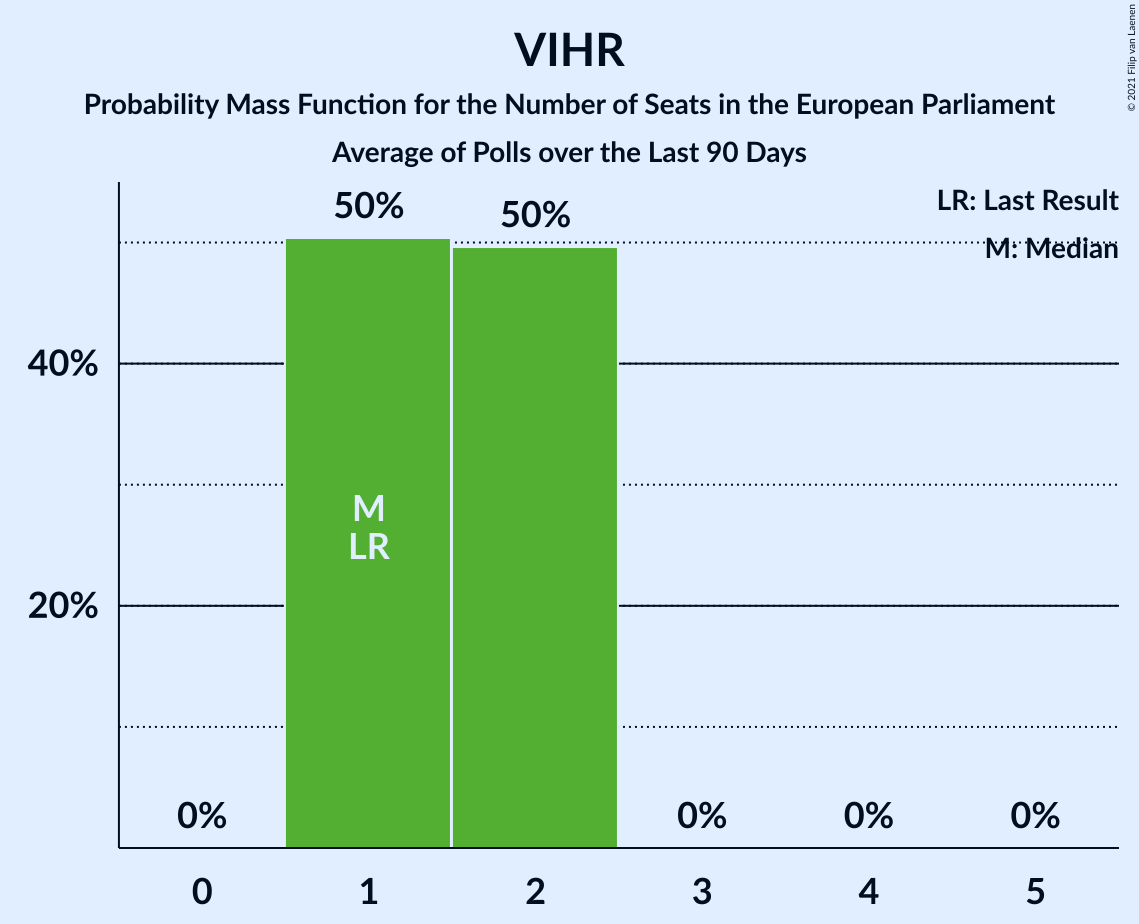 VIHR
Probability Mass Function for the Number of Seats in the European Parliament
Average of Polls over the Last 90 Days
© 2021 Filip van Laenen
LR: Last Result
M: Median
50%
50%
40%
20%
M
LR
0%
0%
0%
0%
0
1
2
3
4
5